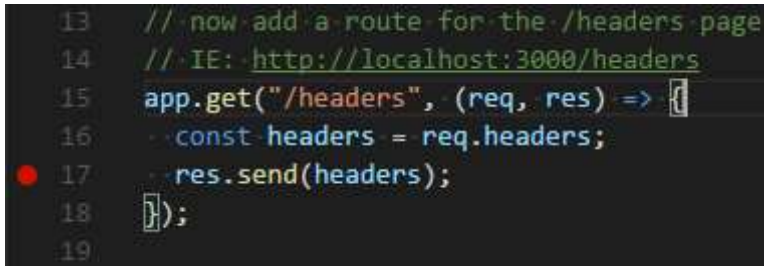 13 // now add a route for the /headers page
14 // IE: http://localhost:3000/headers
15 app.get("/headers", (req, res) => {
16   const headers = req.headers;
17   res.send(headers);
18 });
19